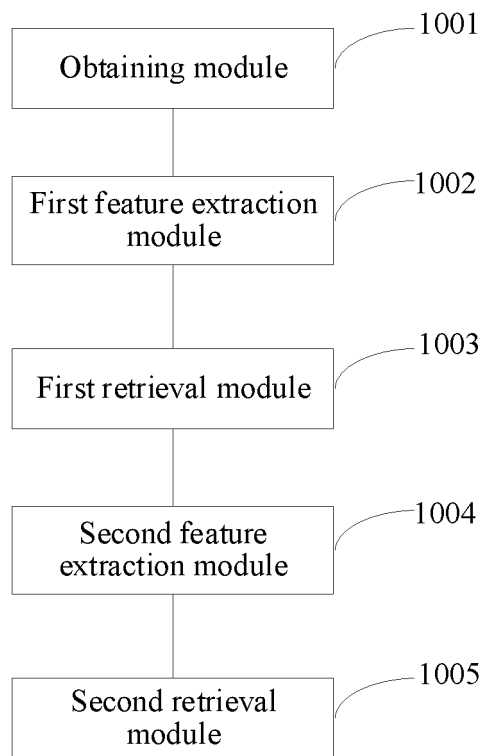 1001
Obtaining module
1002
First feature extraction
module
1003
First retrieval module
1004
Second feature
extraction module
1005
Second retrieval
module